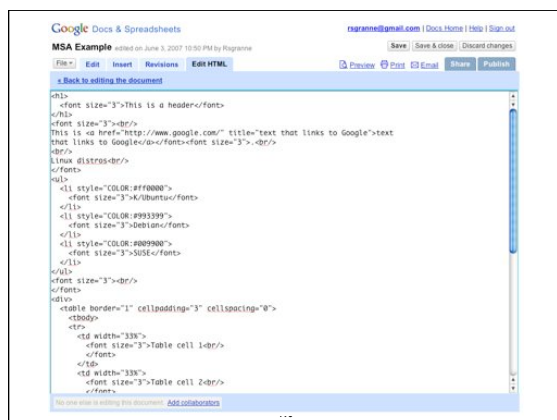 Google Docs & Spreadsheets
rsgranne@gmail.com | Docs Home | Help | Sign out
MSA Example edited on June 3, 2007 10:50 PM by Rsgranne
Save Save & close Discard changes
File Edit Insert Revisions Edit HTML Preview Print Email Share Publish
« Back to editing the document
<h1>
<font size="3">This is a header</font>
</h1>
<font size="3"><br/>
This is <a href="http://www.google.com/" title="text that links to Google">text
that links to Google</a></font><font size="3">.<br/>
<br/>
Linux distros<br/>
</font>
<ul>
<li style="COLOR:#ff0000">
<font size="3">K/Ubuntu</font>
</li>
<li style="COLOR:#993399">
<font size="3">Debian</font>
</li>
<li style="COLOR:#009900">
<font size="3">SUSE</font>
</li>
</ul>
<font size="3"><br/>
</font>
<div>
<table border="1" cellpadding="3" cellspacing="0">
<tbody>
<tr>
<td width="33%">
<font size="3">Table cell 1<br/>
</font>
</td>
<td width="33%">
<font size="3">Table cell 2<br/>
</font>
No one else is editing this document. Add collaborators